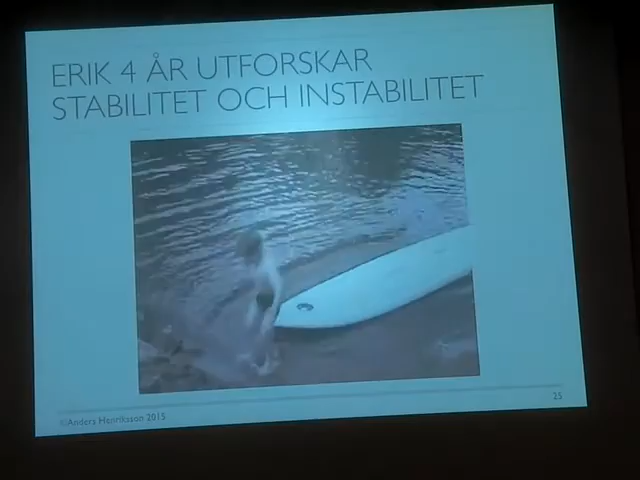 ERIK 4 ÅR UTFORSKAR
STABILITET OCH INSTABILITET
©Anders Henriksson 2015
25